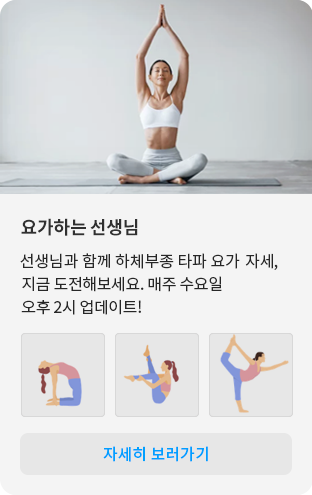 요가하는 선생님
선생님과 함께 하체부종 타파 요가 자세,
지금 도전해보세요. 매주 수요일
오후 2시 업데이트!
자세히 보러가기